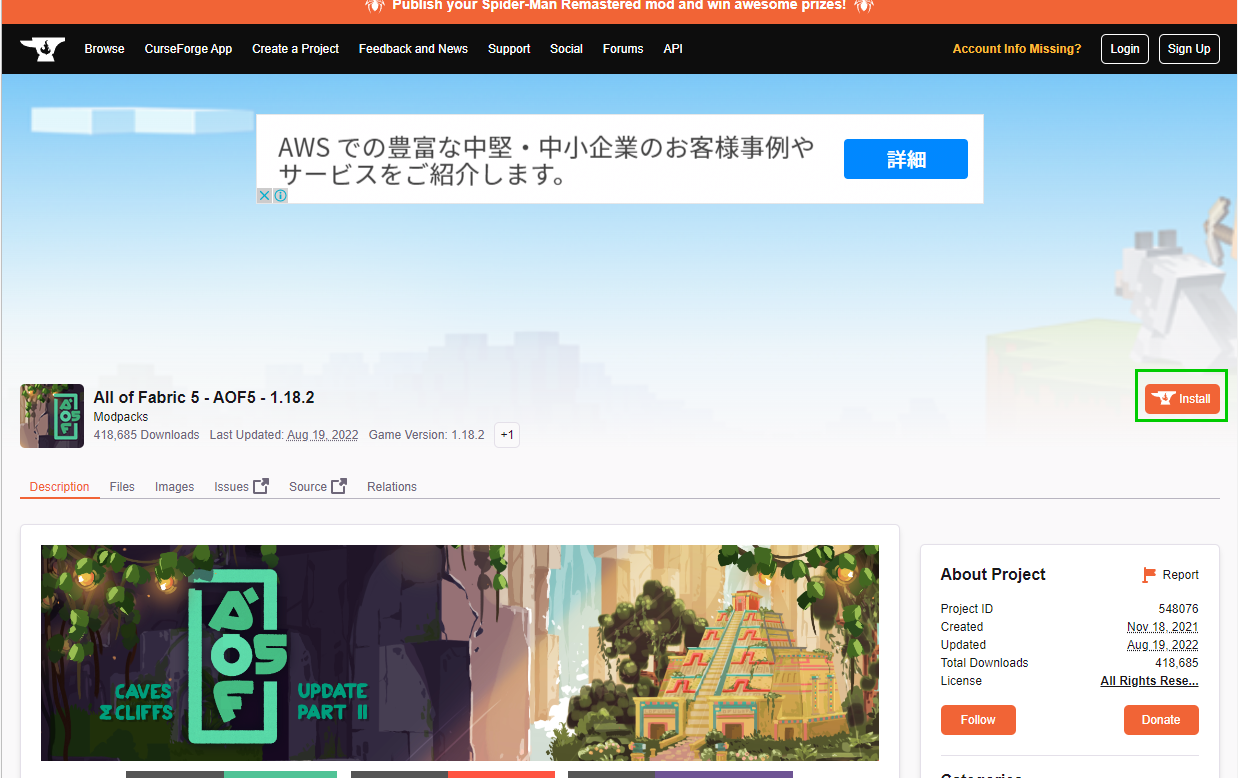 Publish your Spider-Man Remastered mod and win awesome prizes!
Browse CurseForge App Create a Project Feedback and News Support Social Forums API Account Info Missing? Login Sign Up
AWS での豊富な中堅・中小企業のお客様事例や
サービスをご紹介します。
詳細
All of Fabric 5 - AOF5 - 1.18.2
Modpacks
418,685 Downloads Last Updated: Aug 19, 2022 Game Version: 1.18.2 +1
Install
Description Files Images Issues Source Relations
AOF5
CAVES
& CLIFFS
UPDATE
PART II
About Project
Report
Project ID 548076
Created Nov 18, 2021
Updated Aug 19, 2022
Total Downloads 418,685
License All Rights Rese...
Follow Donate
Categories